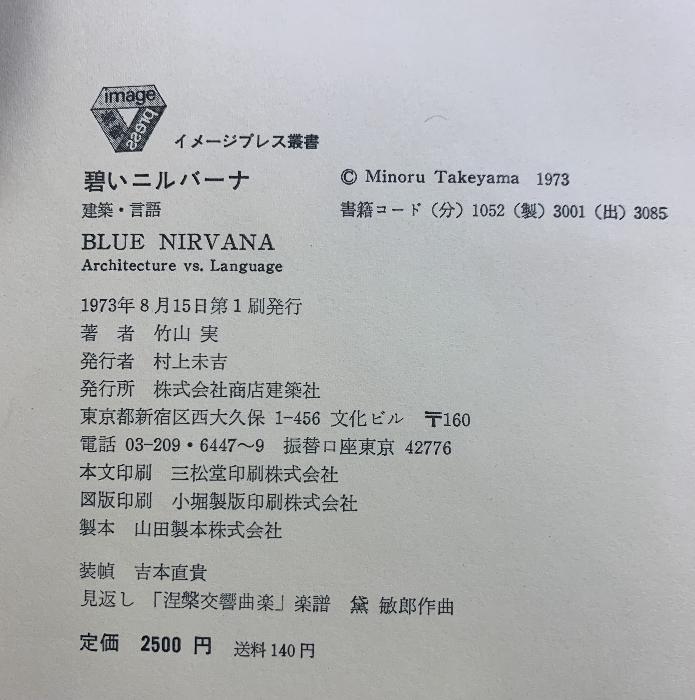 image
press
イメージプレス叢書
碧いニルバーナ
© Minoru Takeyama 1973
建築・言語
書籍コード（分）1052（製）3001（出）3085
BLUE NIRVANA
Architecture vs. Language
1973年8月15日第1刷発行
著 者 竹山 実
発行者 村上末吉
発行所 株式会社商店建築社
東京都新宿区西大久保 1-456 文化ビル 〒160
電話 03-209・6447〜9 振替口座東京 42776
本文印刷 三松堂印刷株式会社
図版印刷 小堀製版印刷株式会社
製本 山田製本株式会社
装幀 吉本直貴
見返し 「涅槃交響曲楽」楽譜 黛 敏郎作曲
定価 2500 円 送料140円